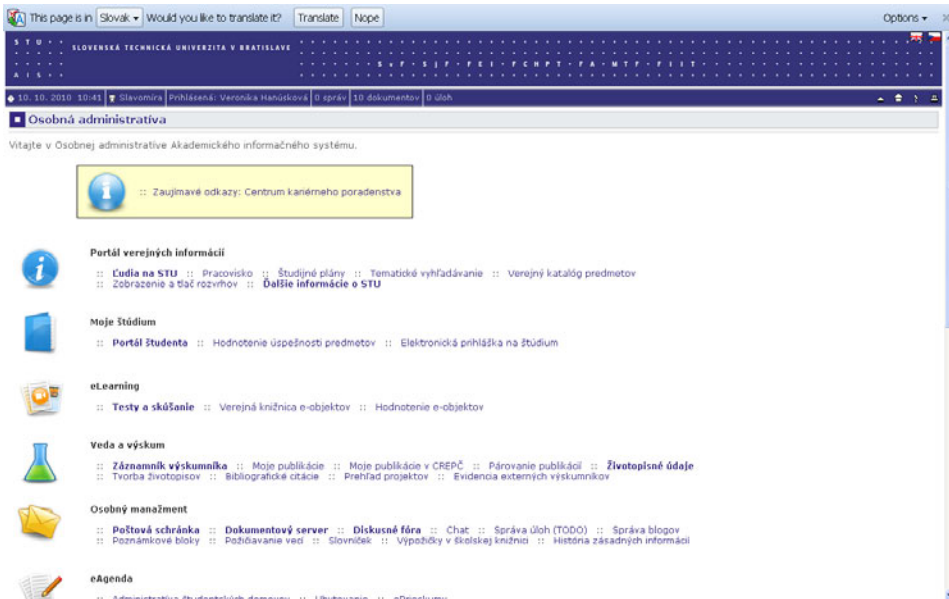 This page is in Slovak Would you like to translate it? Translate Nope Options
S T U
SLOVENSKÁ TECHNICKÁ UNIVERZITA V BRATISLAVE
S v F · S j F · F E I · F C H P T · F A · M T F · F I I T
A I S
10. 10. 2010 10:41 Slavomíra Prihlásená: Veronika Hanúsková 0 správ 10 dokumentov 0 úloh
Osobná administratíva
Vitajte v Osobnej administratíve Akademického informačného systému.
:: Zaujímavé odkazy: Centrum kariérneho poradenstva
Portál verejných informácií
:: Ľudia na STU :: Pracovisko :: Študijné plány :: Tematické vyhľadávanie :: Verejný katalóg predmetov
:: Zobrazenie a tlač rozvrhov :: Ďalšie informácie o STU
Moje štúdium
:: Portál študenta :: Hodnotenie úspešnosti predmetov :: Elektronická prihláška na štúdium
eLearning
:: Testy a skúšanie :: Verejná knižnica e-objektov :: Hodnotenie e-objektov
Veda a výskum
:: Záznamník výskumníka :: Moje publikácie :: Moje publikácie v CREPČ :: Párovanie publikácií :: Životopisné údaje
:: Tvorba životopisov :: Bibliografické citácie :: Prehľad projektov :: Evidencia externých výskumníkov
Osobný manažment
:: Poštová schránka :: Dokumentový server :: Diskusné fóra :: Chat :: Správa úloh (TODO) :: Správa blogov
:: Poznámkové bloky :: Požičiavanie vecí :: Slovníček :: Výpožičky v školskej knižnici :: História zásadných informácií
eAgenda
:: Administratíva študentských domovov :: Ubytovanie :: ePrieskumy